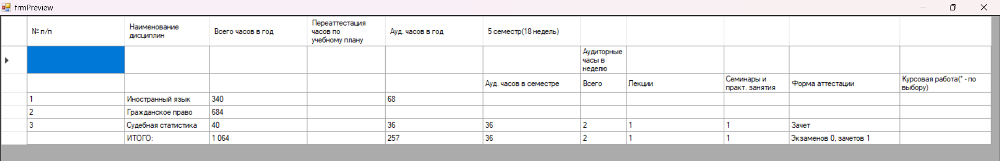 frmPreview
№ п/п
Наименование
дисциплин
Всего часов в год
Переаттестация
часов по
учебному плану
Ауд. часов в год
5 семестр(18 недель)
Аудиторные
часы в
неделю
Ауд. часов в семестре
Всего
Лекции
Семинары и
практ. занятия
Форма аттестации
Курсовая работа(* - по
выбору)
1 Иностранный язык 340 68
2 Гражданское право 684
3 Судебная статистика 40 36 36 2 1 1 Зачет
ИТОГО: 1 064 257 36 2 1 1 Экзаменов 0, зачетов 1